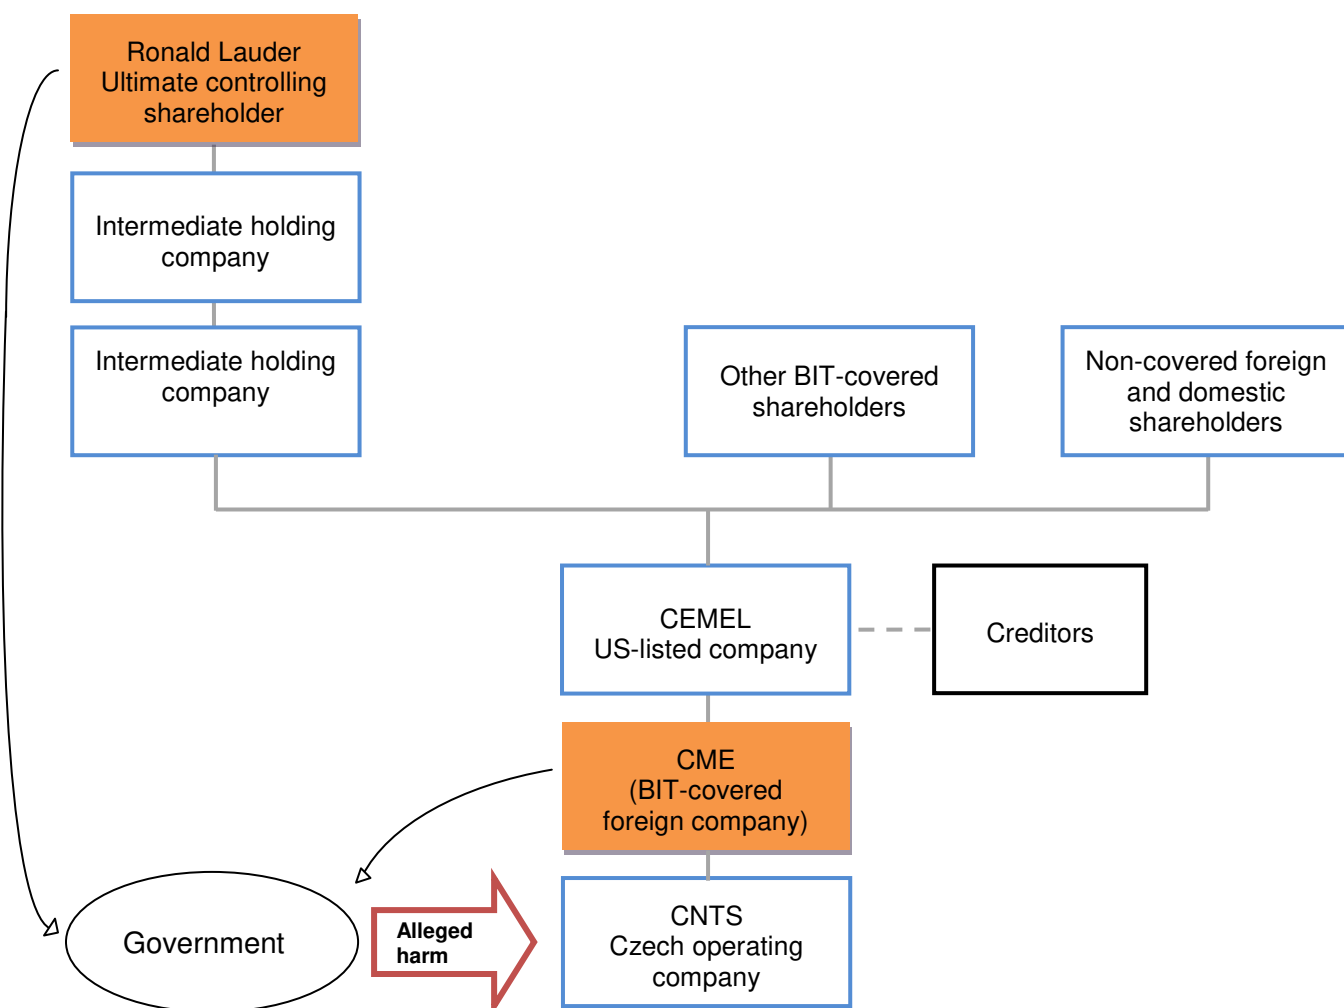 Ronald Lauder
Ultimate controlling
shareholder
Intermediate holding
company
Intermediate holding
company
Other BIT-covered
shareholders
Non-covered foreign
and domestic
shareholders
CEMEL
US-listed company
Creditors
CME
(BIT-covered
foreign company)
Government
Alleged
harm
CNTS
Czech operating
company